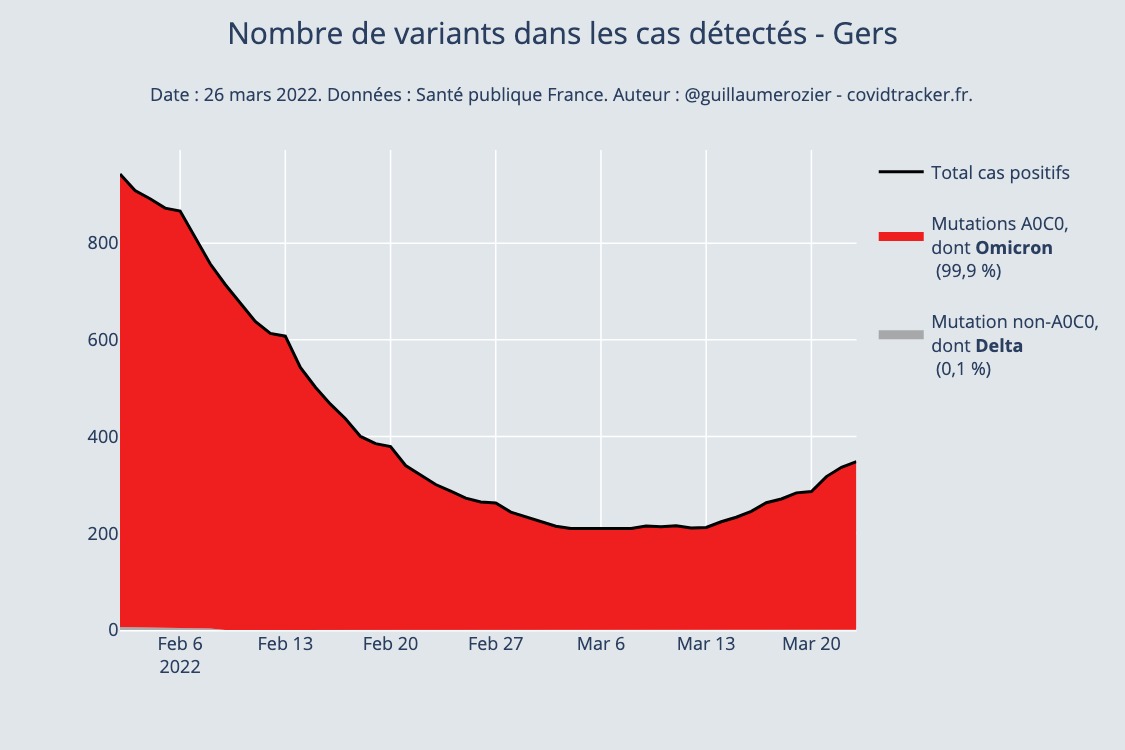 Nombre de variants dans les cas détectés - Gers
Date : 26 mars 2022. Données : Santé publique France. Auteur : @guillaumerozier - covidtracker.fr.
Total cas positifs
Mutations A0C0,
dont Omicron
(99,9 %)
Mutation non-A0C0,
dont Delta
(0,1 %)
800
600
400
200
0
Feb 6
2022
Feb 13
Feb 20
Feb 27
Mar 6
Mar 13
Mar 20